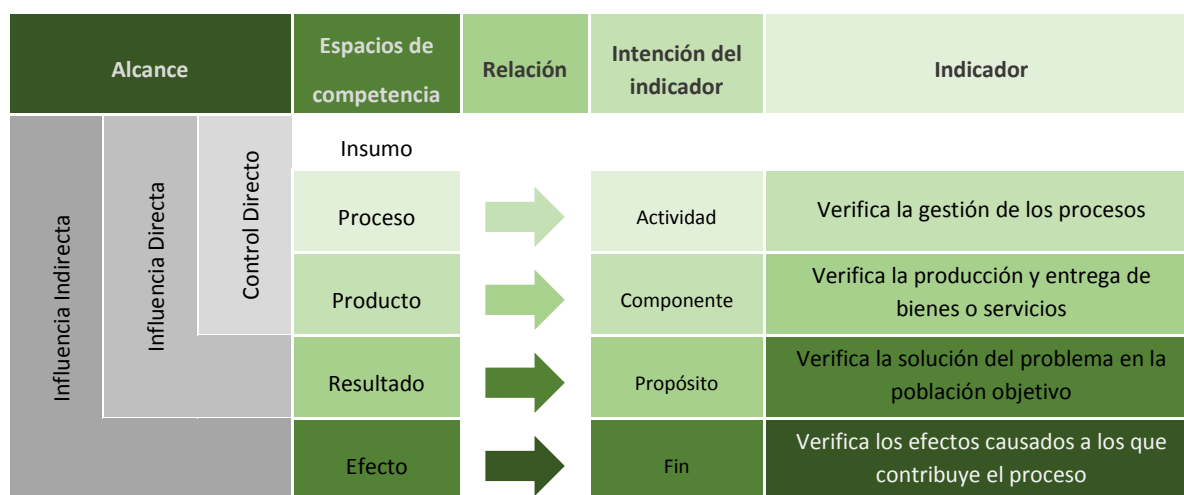 Alcance
Espacios de
competencia
Relación
Intención del
indicador
Indicador
Influencia Indirecta
Influencia Directa
Control Directo
Insumo
Proceso
Actividad
Verifica la gestión de los procesos
Producto
Componente
Verifica la producción y entrega de
bienes o servicios
Resultado
Propósito
Verifica la solución del problema en la
población objetivo
Efecto
Fin
Verifica los efectos causados a los que
contribuye el proceso